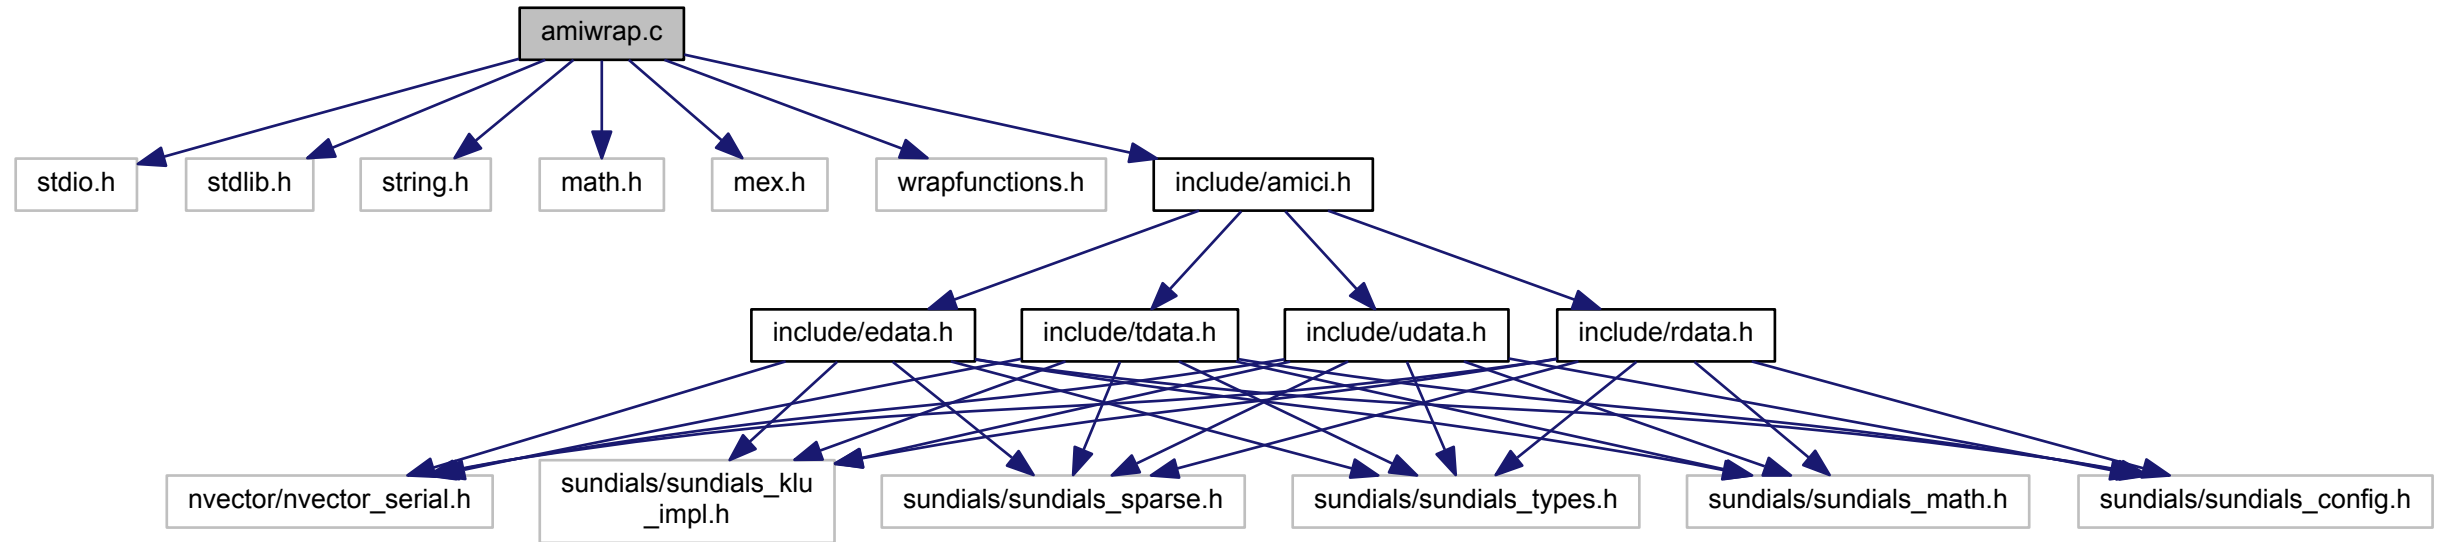 amiwrap.c
stdio.h
stdlib.h
string.h
math.h
mex.h
wrapfunctions.h
include/amici.h
include/edata.h
include/tdata.h
include/udata.h
include/rdata.h
nvector/nvector_serial.h
sundials/sundials_klu
_impl.h
sundials/sundials_sparse.h
sundials/sundials_types.h
sundials/sundials_math.h
sundials/sundials_config.h